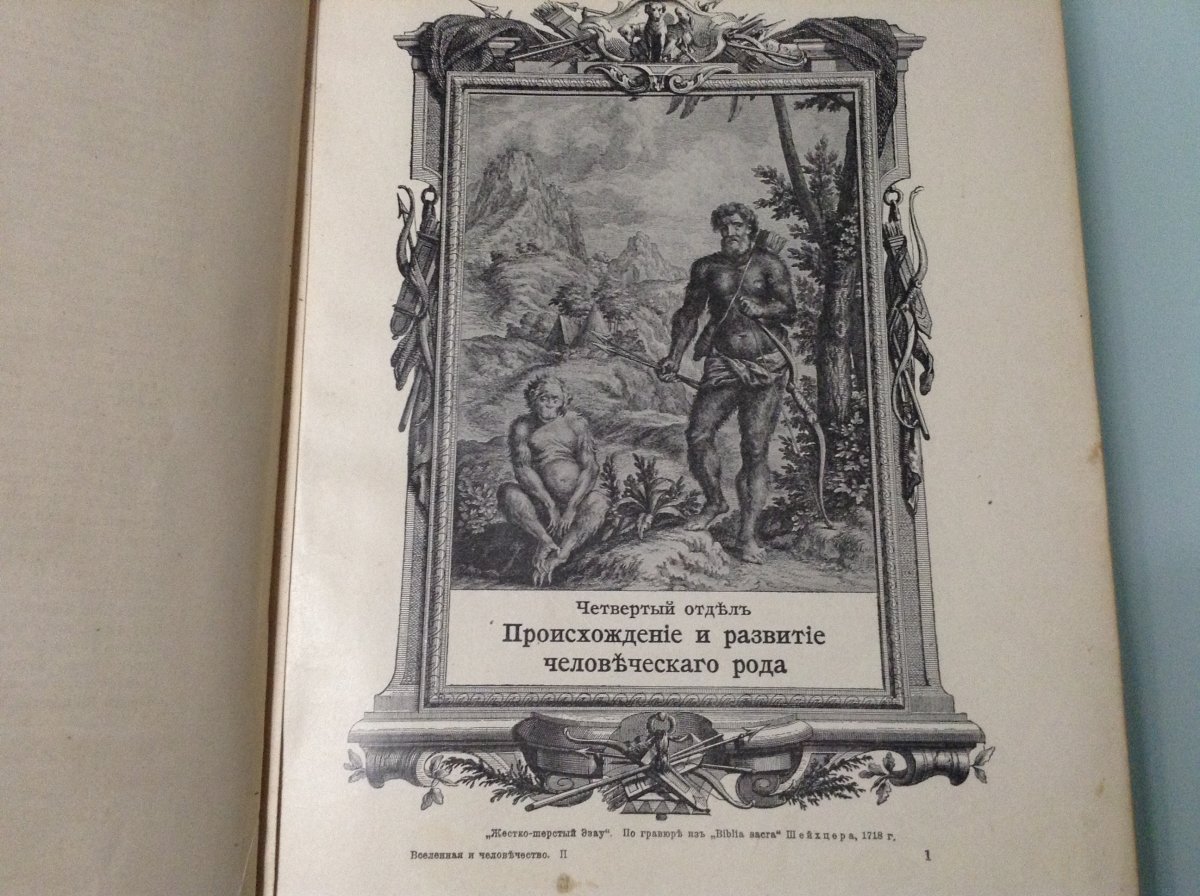 Четвертый отдѣлъ
Происхожденіе и развитіе
человѣческаго рода
„Жестко-шерстый Эзау“. По гравюрѣ изъ „Biblia sacra“ Шейхцера, 1718 г.
Вселенная и человѣчество. II 1